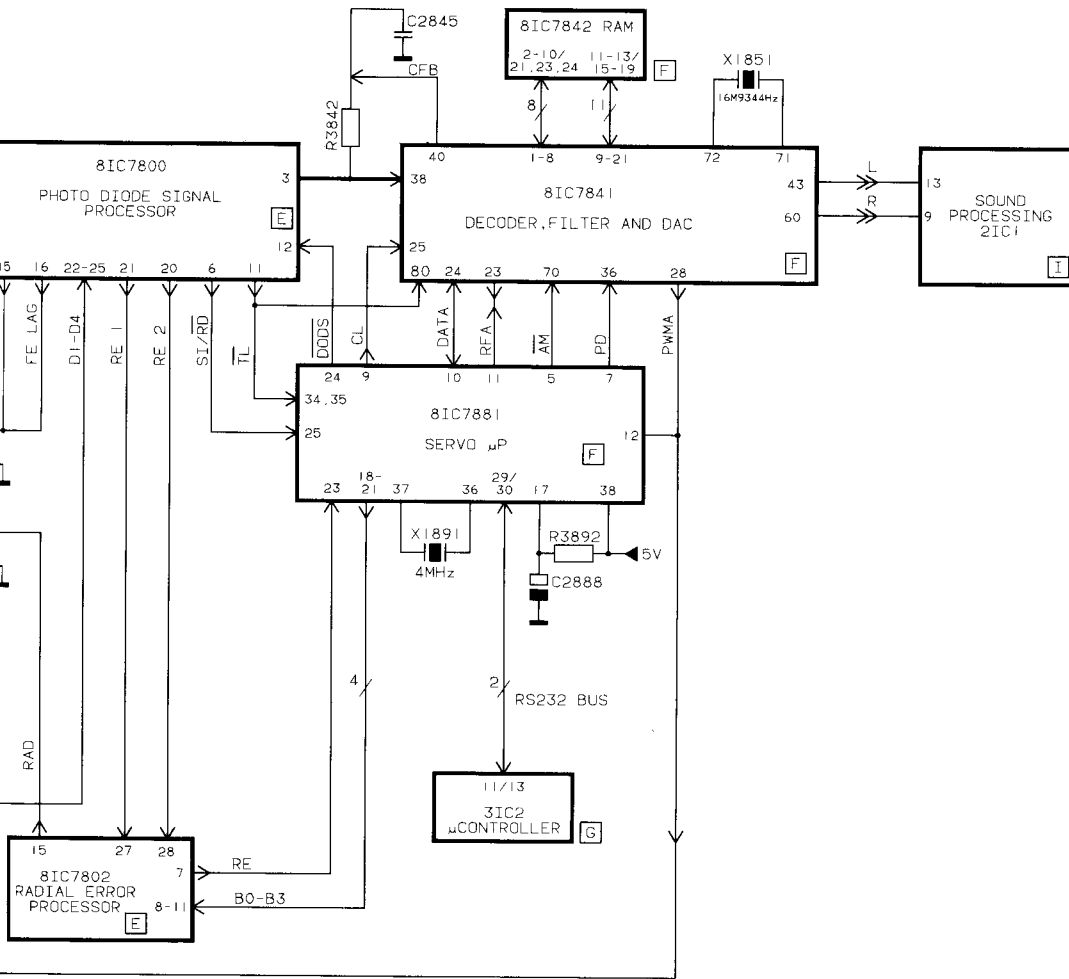 C2845
8IC7842 RAM
2-10/
21,23,24
11-13/
15-19
F
X1851
16M9344Hz
CFB
R3842
8
11
8IC7800
PHOTO DIODE SIGNAL
PROCESSOR
3
E
12
15
16
22-25
21
20
6
11
40
1-8
9-21
72
71
38
8IC7841
DECODER,FILTER AND DAC
43
60
25
F
80
24
23
70
36
28
L
R
13
9
SOUND
PROCESSING
2IC1
I
FE LAG
D1-D4
RE 1
RE 2
SI/RD
TL
DODS
CL
DATA
RFA
AM
PD
PWMA
24
9
10
11
5
7
34,35
25
8IC7881
SERVO µP
12
F
23
18-
21
37
36
29/
30
17
38
X1891
4MHz
R3892
5V
C2888
4
2
RS232 BUS
RAD
11/13
3IC2
µCONTROLLER
G
15
27
28
7
8IC7802
RADIAL ERROR
PROCESSOR
8-11
E
RE
B0-B3